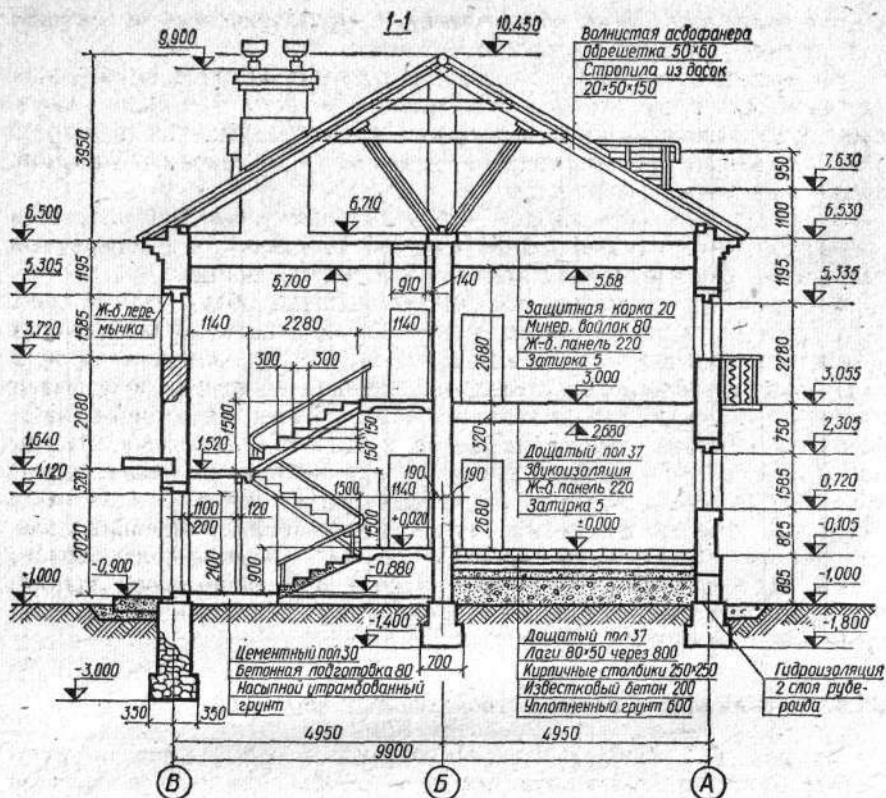 1-1
9,900
10,450
Волнистая асбофанера
Обрешетка 50×60
Стропила из досок
20×50×150
3950
950
7,630
6,500
6,710
1100
6,530
1195
5,305
5,700
910
140
5,68
1195
5,335
Ж-б. пере-
мычка
1585
3,720
1140
2280
1140
300
300
2680
Защитная корка 20
Минер. войлок 80
Ж-б. панель 220
Затирка 5
3,000
2280
3,055
2080
1500
150
150
320
2,680
750
2,305
1,640
1,520
Дощатый пол 37
Звукоизоляция
Ж-б. панель 220
Затирка 5
±0,000
1,120
520
190
190
1500
1140
1100
200
120
1500
+0,020
2680
1585
0,720
825
-0,105
2020
2100
900
-0,900
-0,880
895
-1,000
-1,000
-1,400
700
-1,800
-3,000
Цементный пол 30
Бетонная подготовка 80
Насыпной утрамбованный
грунт
Дощатый пол 37
Лаги 80×50 через 800
Кирпичные столбики 250×250
Известковый бетон 200
Уплотненный грунт 600
Гидроизоляция
2 слоя рубе-
роида
350
350
4950
4950
9900
В
Б
А